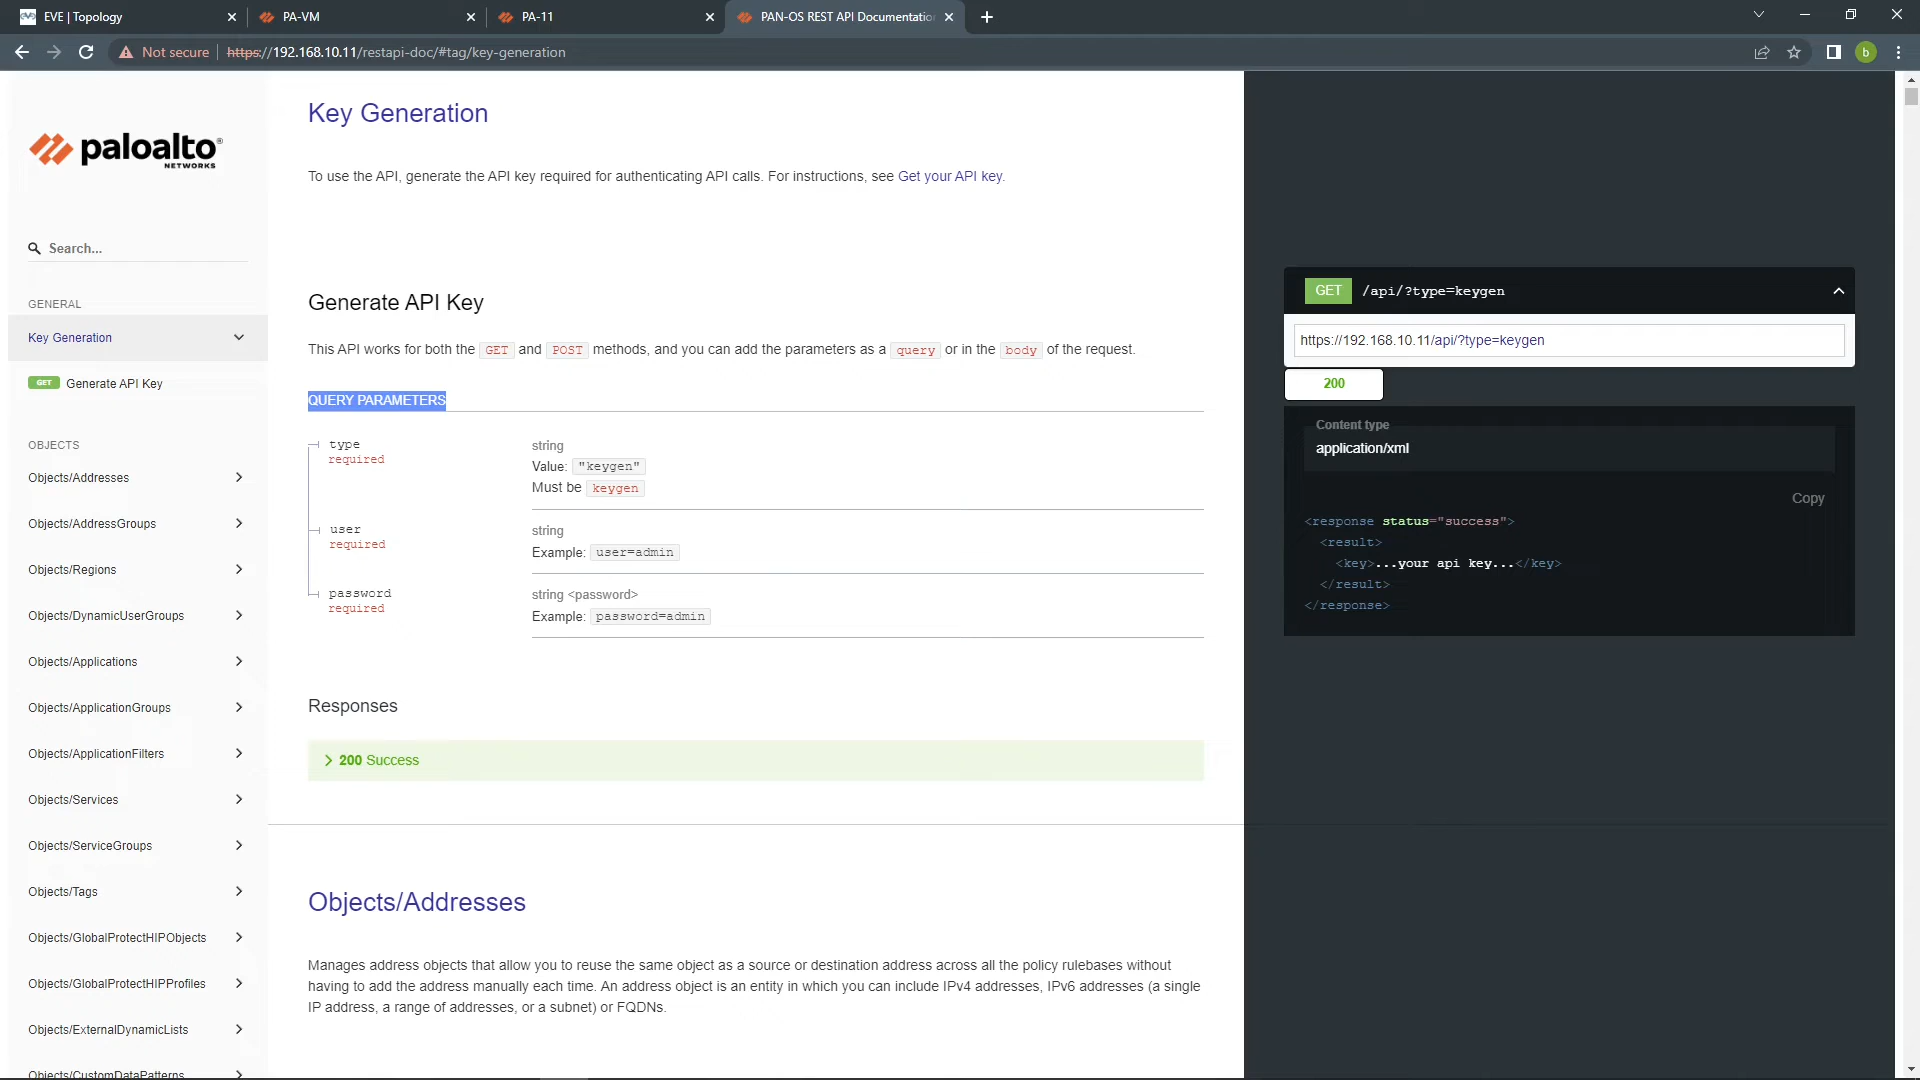 EVE | Topology
PA-VM
PA-11
PAN-OS REST API Documentation
Not secure
https://192.168.10.11/restapi-doc/#tag/key-generation
b
paloalto®
NETWORKS
Search...
GENERAL
Key Generation
GET Generate API Key
OBJECTS
Objects/Addresses
Objects/AddressGroups
Objects/Regions
Objects/DynamicUserGroups
Objects/Applications
Objects/ApplicationGroups
Objects/ApplicationFilters
Objects/Services
Objects/ServiceGroups
Objects/Tags
Objects/GlobalProtectHIPObjects
Objects/GlobalProtectHIPProfiles
Objects/ExternalDynamicLists
Objects/CustomDataPatterns
Key Generation
To use the API, generate the API key required for authenticating API calls. For instructions, see Get your API key.
Generate API Key
This API works for both the GET and POST methods, and you can add the parameters as a query or in the body of the request.
QUERY PARAMETERS
type
required
string
Value: "keygen"
Must be keygen
user
required
string
Example: user=admin
password
required
string <password>
Example: password=admin
Responses
200 Success
Objects/Addresses
Manages address objects that allow you to reuse the same object as a source or destination address across all the policy rulebases without
having to add the address manually each time. An address object is an entity in which you can include IPv4 addresses, IPv6 addresses (a single
IP address, a range of addresses, or a subnet) or FQDNs.
GET /api/?type=keygen
https://192.168.10.11/api/?type=keygen
200
Content type
application/xml
Copy
<response status="success">
<result>
<key>...your api key...</key>
</result>
</response>